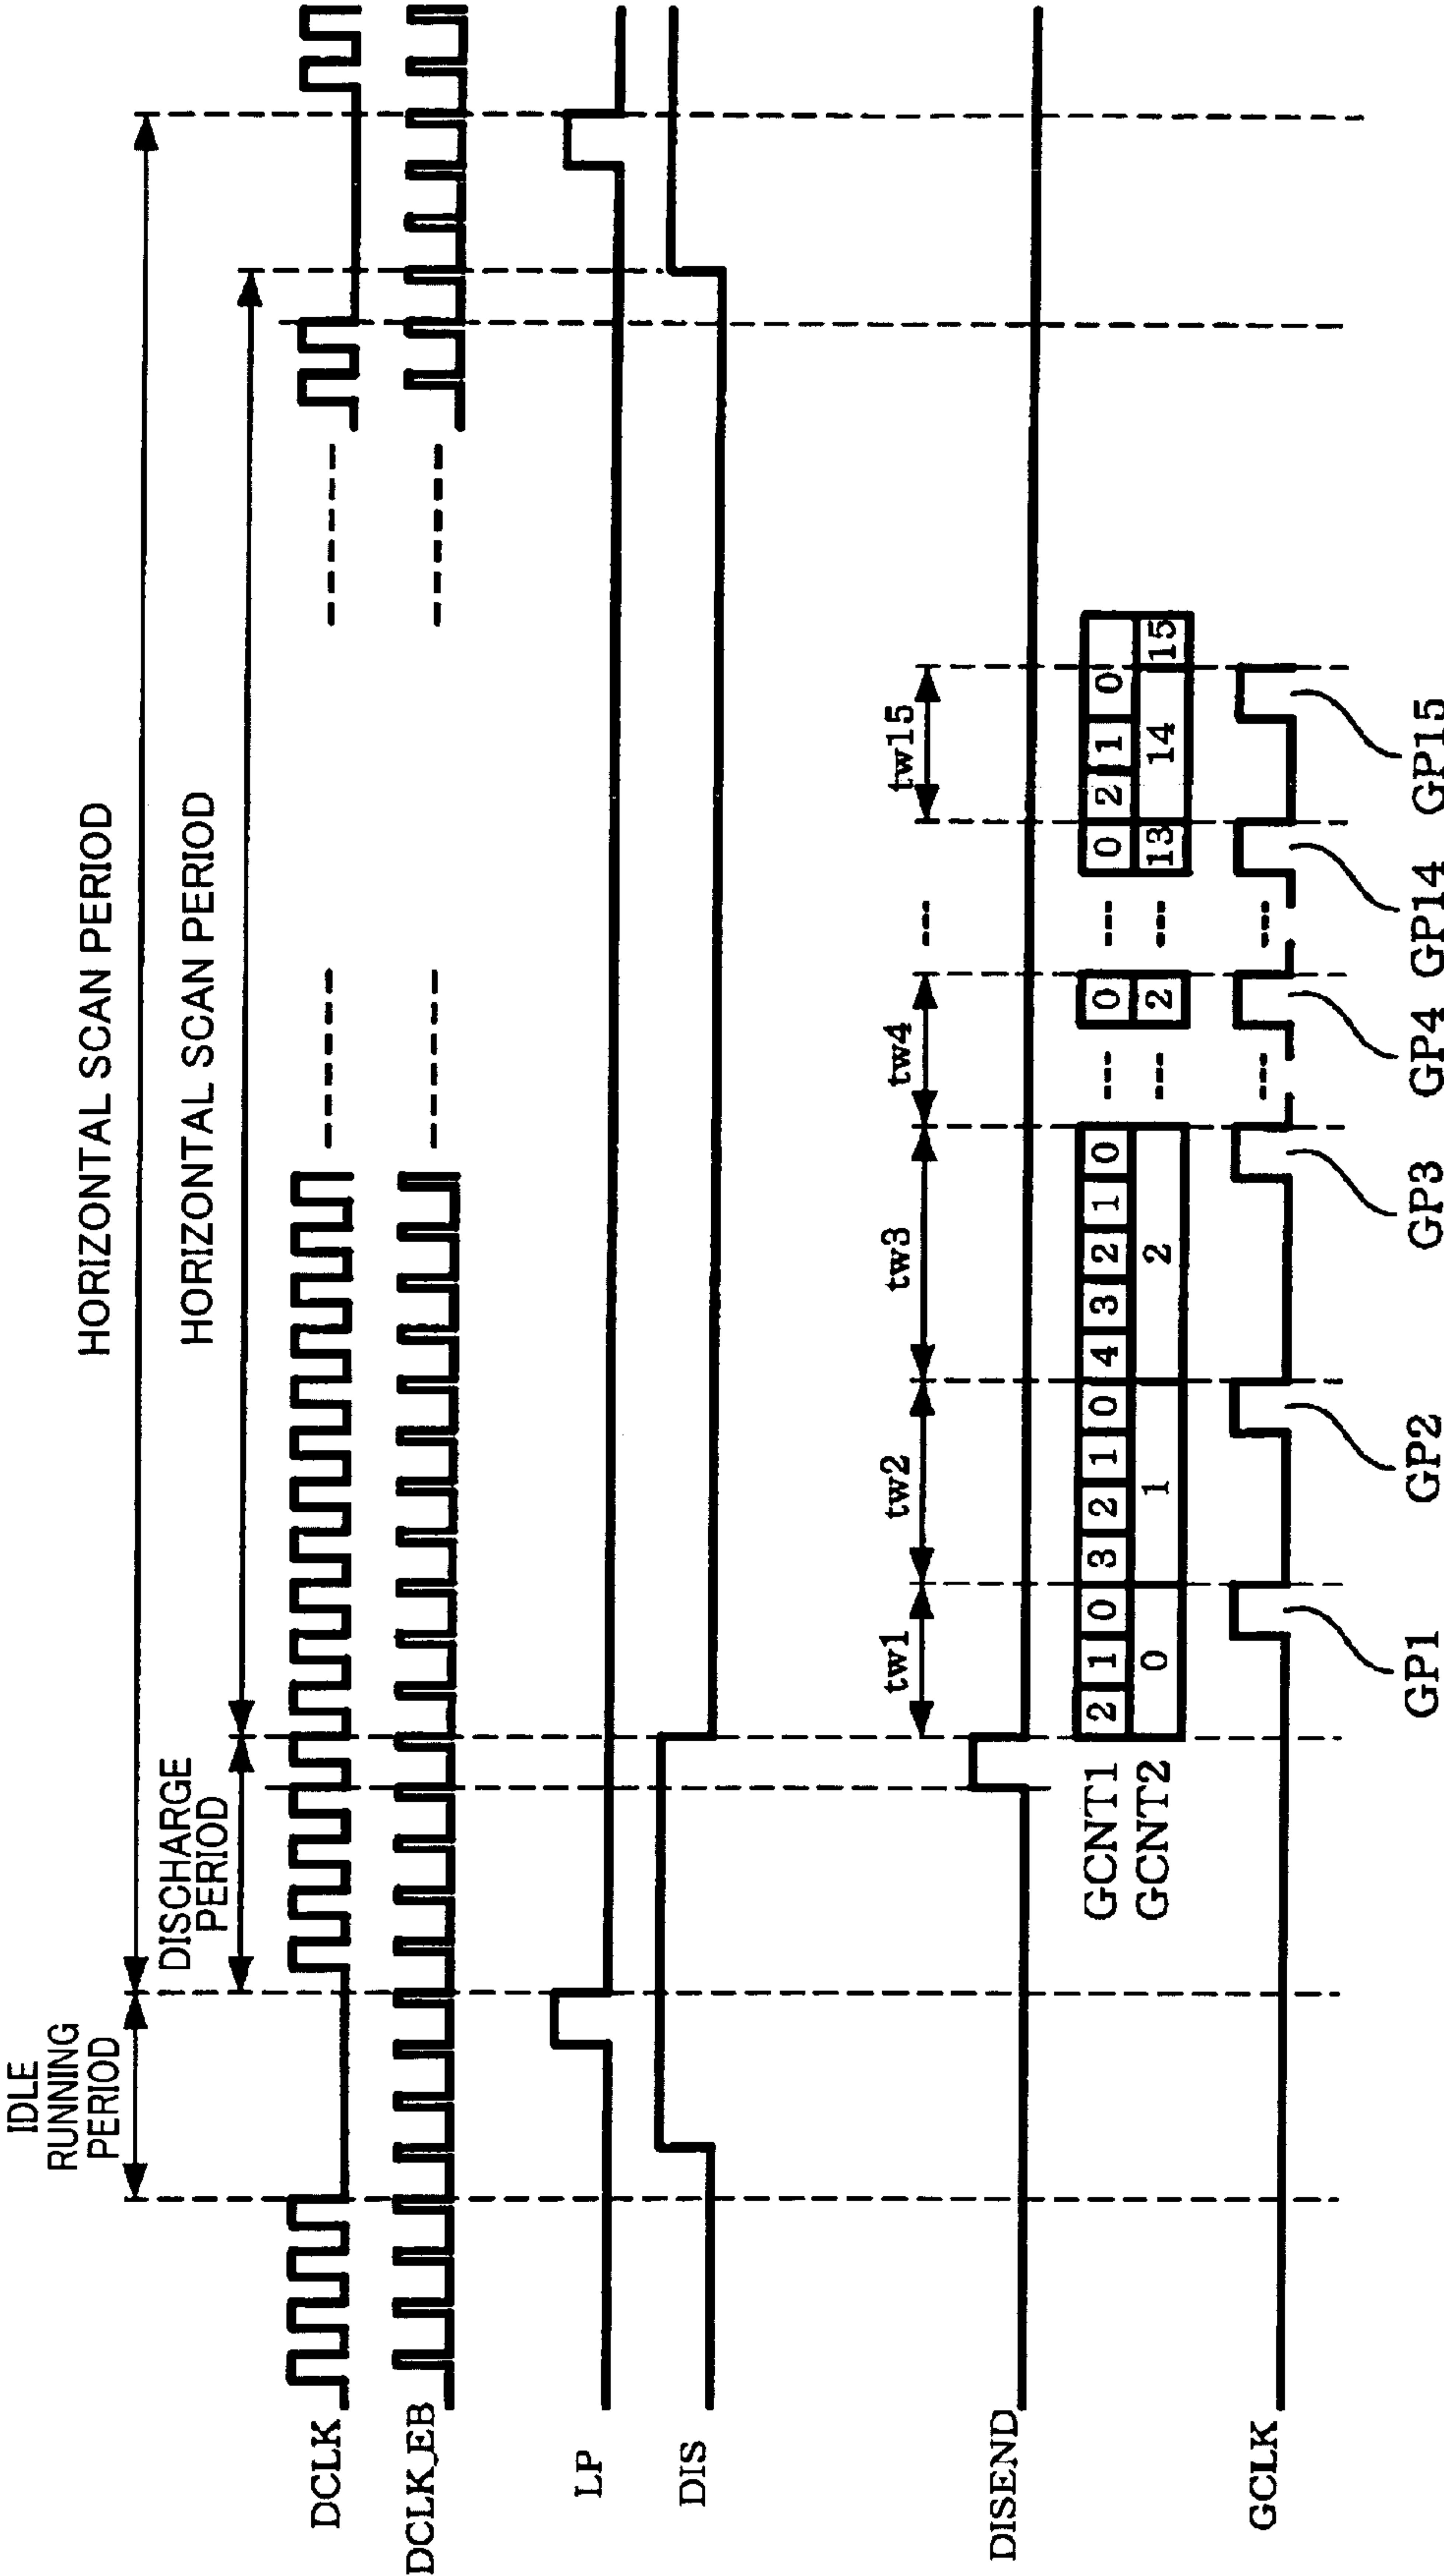 HORIZONTAL SCAN PERIOD
HORIZONTAL SCAN PERIOD
IDLE
RUNNING
PERIOD
DISCHARGE
PERIOD
DCLK
DCLK_EB
LP
DIS
tw1 tw2 tw3 tw4 --- tw15
DISEND
GCNT1 2 1 0 3 2 1 0 4 3 2 1 0 --- 0 --- 0 2 1 0
GCNT2 0 1 2 --- 2 --- 13 14 15
GCLK
GP1 GP2 GP3 GP4 GP14 GP15